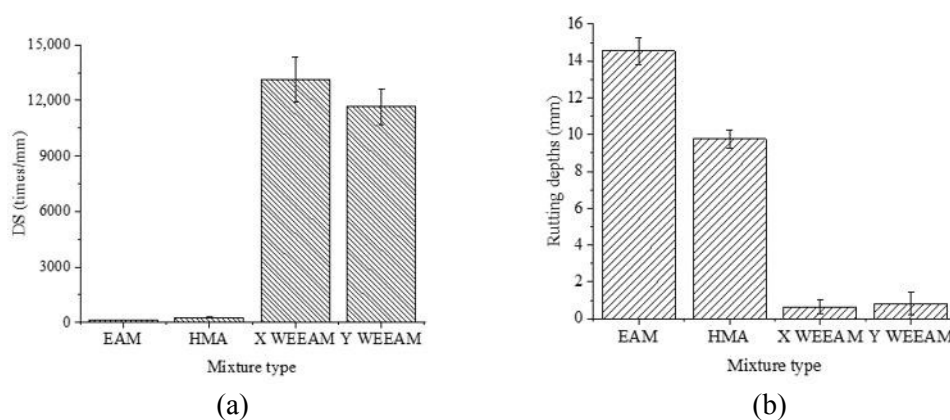 15,000
12,000
9000
6000
3000
0
DS (times/mm)
EAM HMA X WEEAM Y WEEAM
Mixture type
(a)
16
14
12
10
8
6
4
2
0
Rutting depths (mm)
EAM HMA X WEEAM Y WEEAM
Mixture type
(b)